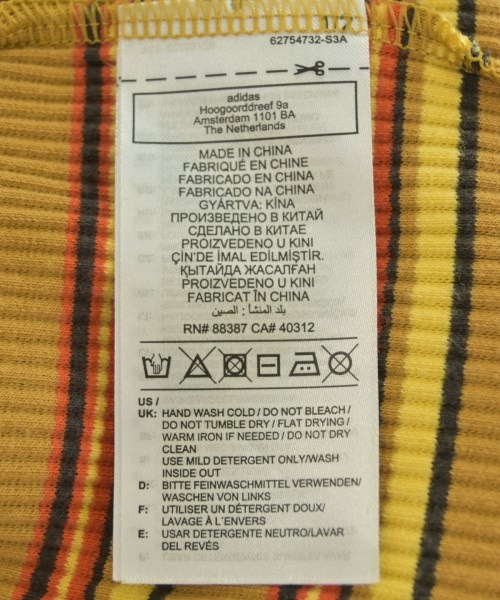 1/2
62754732-S3A
adidas
Hoogoorddreef 9a
Amsterdam 1101 BA
The Netherlands
MADE IN CHINA
FABRIQUÉ EN CHINE
FABRICADO EN CHINA
FABRICADO NA CHINA
GYÁRTVA: KÍNA
ПРОИЗВЕДЕНО В КИТАЙ
СДЕЛАНО В КИТАЕ
PROIZVEDENO U KINI
ÇİN'DE İMAL EDİLMİŞTİR.
ҚЫТАЙДА ЖАСАЛҒАН
PROIZVEDENO U KINI
FABRICAT ÎN CHINA
بلد المنشأ: الصين
RN# 88387 CA# 40312
US /
UK: HAND WASH COLD / DO NOT BLEACH /
DO NOT TUMBLE DRY / FLAT DRYING /
WARM IRON IF NEEDED / DO NOT DRY
CLEAN
* USE MILD DETERGENT ONLY/WASH
INSIDE OUT
D: BITTE FEINWASCHMITTEL VERWENDEN/
WASCHEN VON LINKS
F: UTILISER UN DÉTERGENT DOUX/
LAVAGE À L'ENVERS
E: USAR DETERGENTE NEUTRO/LAVAR
DEL REVÉS